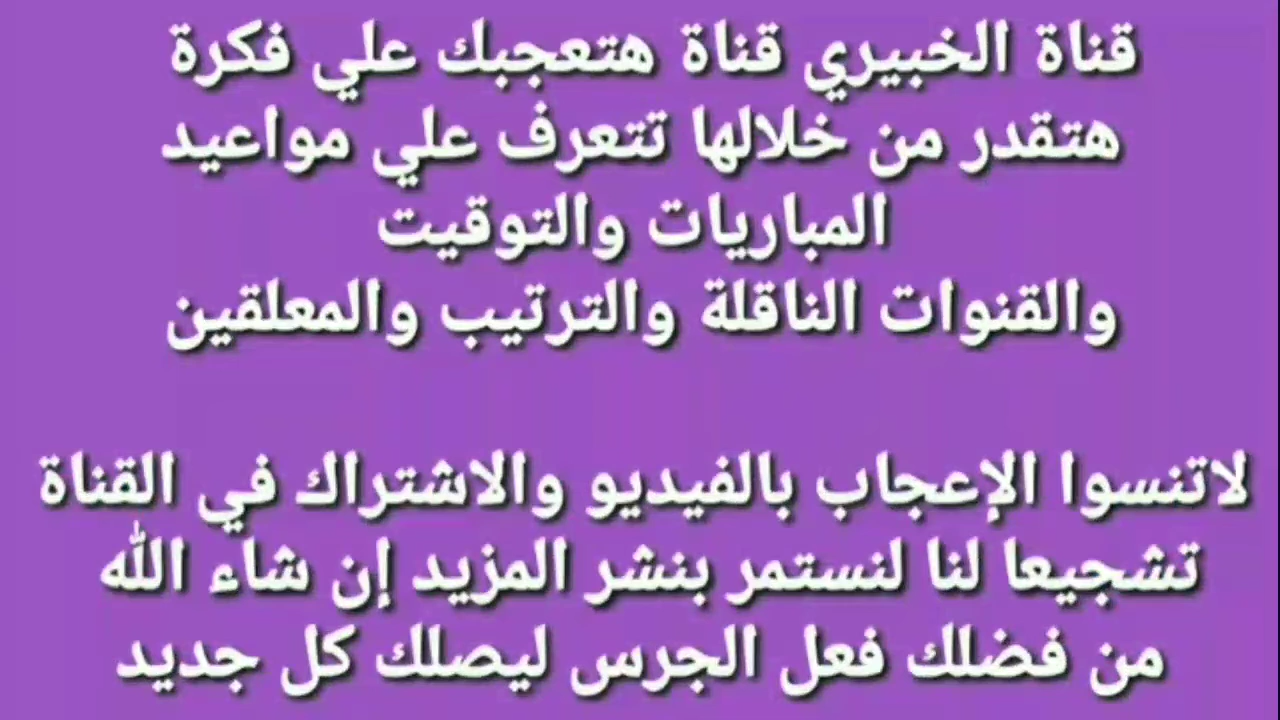 قناة الخبيري قناة هتعجبك علي فكرة
هتقدر من خلالها تتعرف علي مواعيد
المباريات والتوقيت
والقنوات الناقلة والترتيب والمعلقين
لاتنسوا الإعجاب بالفيديو والاشتراك في القناة
تشجيعا لنا لنستمر بنشر المزيد إن شاء الله
من فضلك فعل الجرس ليصلك كل جديد